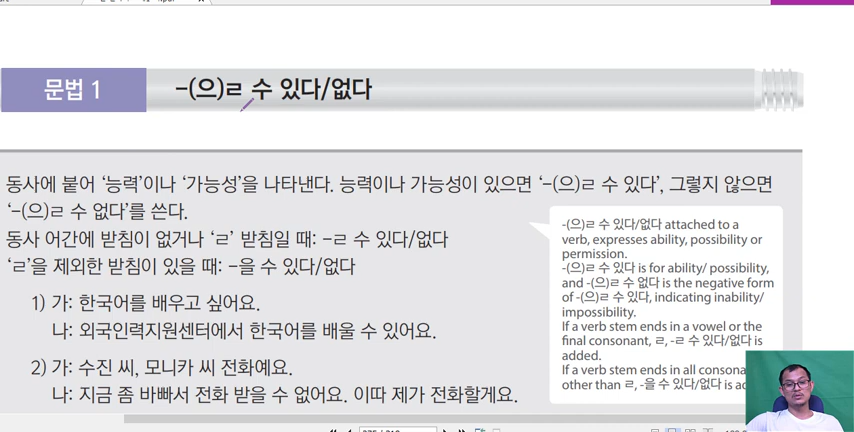 문법 1
-(으)ㄹ 수 있다/없다
동사에 붙어 ‘능력’이나 ‘가능성’을 나타낸다. 능력이나 가능성이 있으면 ‘-(으)ㄹ 수 있다’, 그렇지 않으면
‘-(으)ㄹ 수 없다’를 쓴다.
동사 어간에 받침이 없거나 ‘ㄹ’ 받침일 때: -ㄹ 수 있다/없다
‘ㄹ’을 제외한 받침이 있을 때: -을 수 있다/없다
1) 가: 한국어를 배우고 싶어요.
나: 외국인력지원센터에서 한국어를 배울 수 있어요.
2) 가: 수진 씨, 모니카 씨 전화예요.
나: 지금 좀 바빠서 전화 받을 수 없어요. 이따 제가 전화할게요.
-(으)ㄹ 수 있다/없다 attached to a
verb, expresses ability, possibility or
permission.
-(으)ㄹ 수 있다 is for ability/ possibility,
and -(으)ㄹ 수 없다 is the negative form
of -(으)ㄹ 수 있다, indicating inability/
impossibility.
If a verb stem ends in a vowel or the
final consonant, ㄹ, -ㄹ 수 있다/없다 is
added.
If a verb stem ends in all
other than ㄹ, -을 수 있다/없다 is